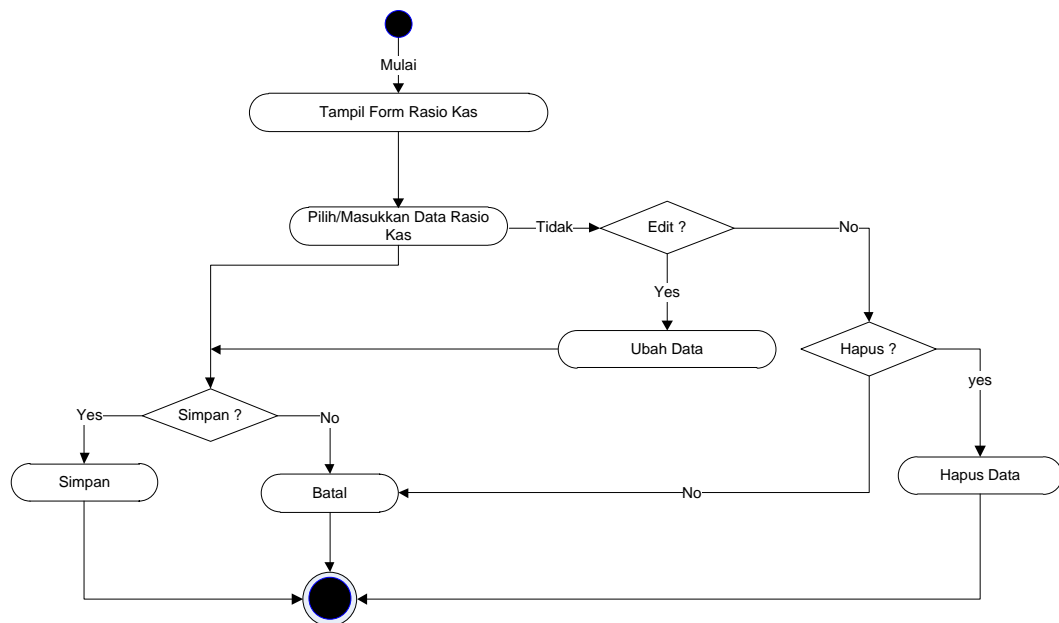 Mulai
Tampil Form Rasio Kas
Pilih/Masukkan Data Rasio
Kas
Tidak
Edit ?
No
Yes
Ubah Data
Hapus ?
yes
Yes
Simpan ?
No
Simpan
Batal
No
Hapus Data